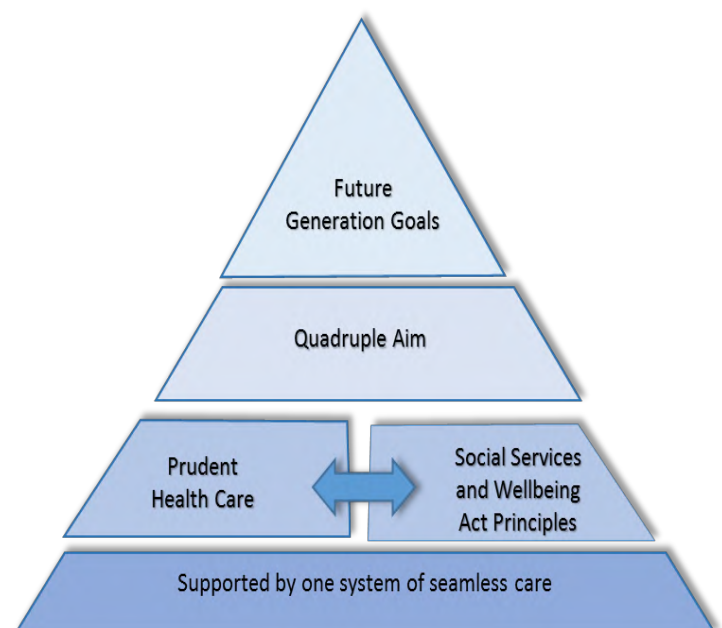 Future
Generation Goals
Quadruple Aim
Prudent
Health Care
Social Services
and Wellbeing
Act Principles
Supported by one system of seamless care